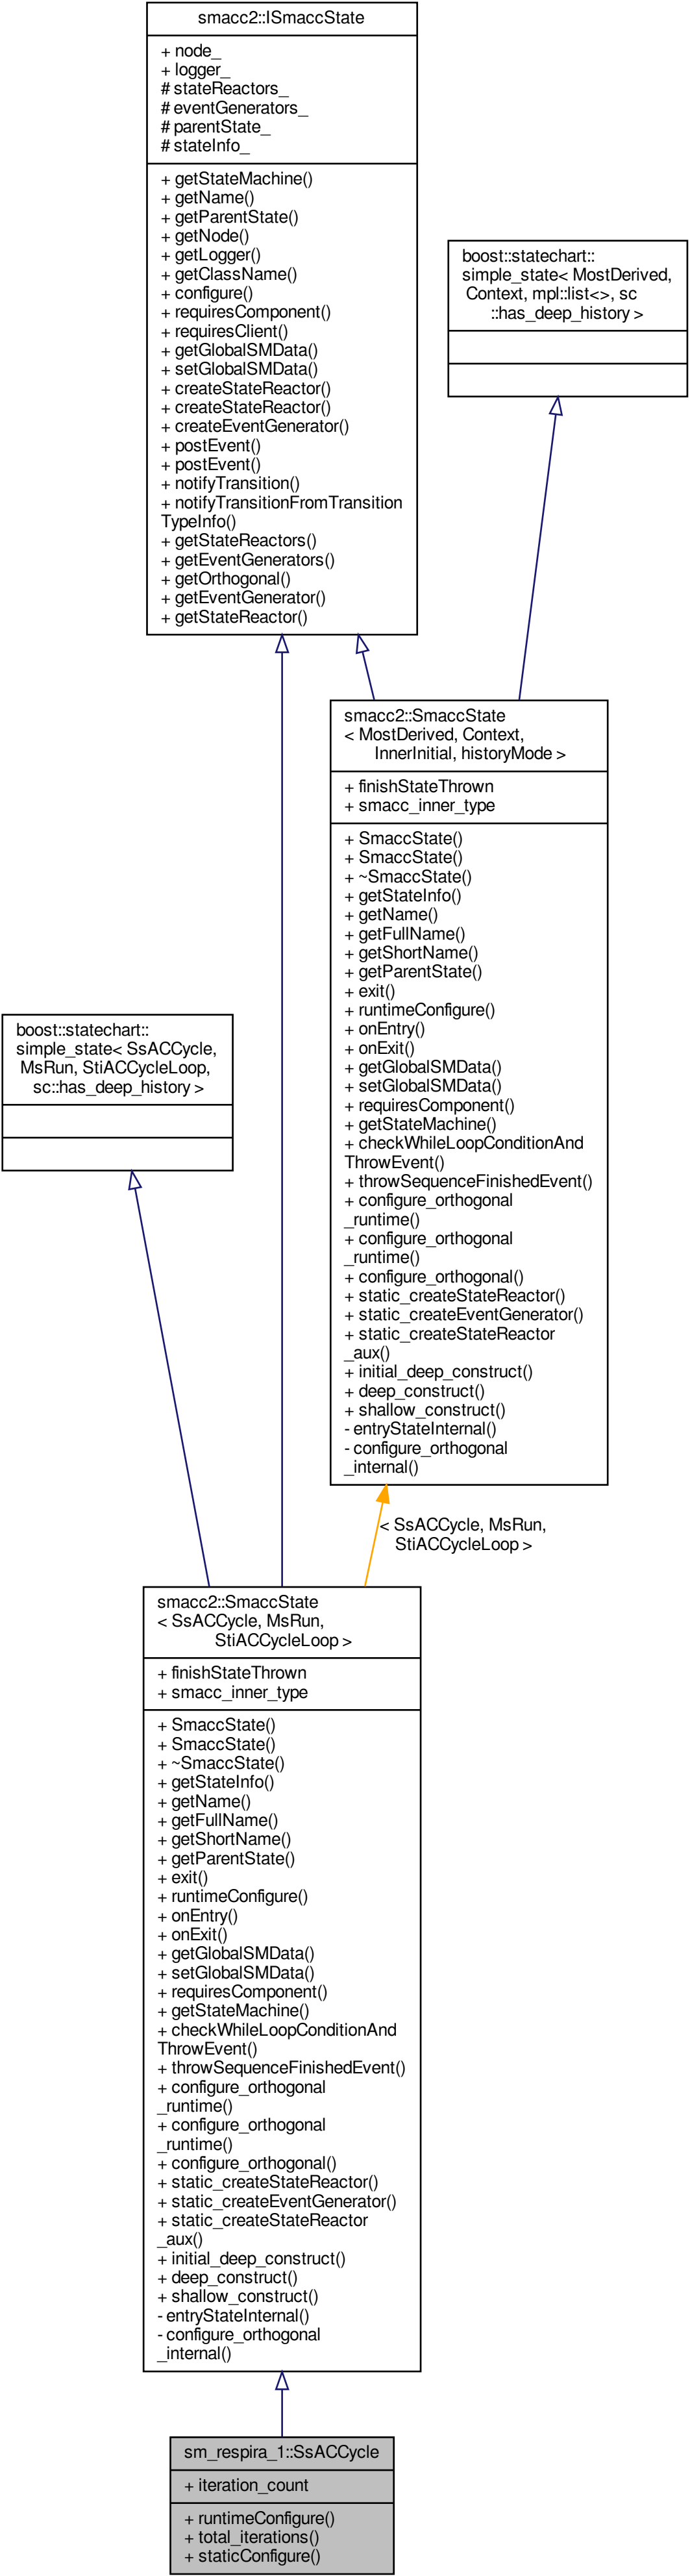 smacc2::ISmaccState
+ node_
+ logger_
# stateReactors_
# eventGenerators_
# parentState_
# stateInfo_
+ getStateMachine()
+ getName()
+ getParentState()
+ getNode()
+ getLogger()
+ getClassName()
+ configure()
+ requiresComponent()
+ requiresClient()
+ getGlobalSMData()
+ setGlobalSMData()
+ createStateReactor()
+ createStateReactor()
+ createEventGenerator()
+ postEvent()
+ postEvent()
+ notifyTransition()
+ notifyTransitionFromTransition
TypeInfo()
+ getStateReactors()
+ getEventGenerators()
+ getOrthogonal()
+ getEventGenerator()
+ getStateReactor()
boost::statechart::
simple_state< MostDerived,
Context, mpl::list<>, sc
::has_deep_history >
smacc2::SmaccState
< MostDerived, Context,
InnerInitial, historyMode >
+ finishStateThrown
+ smacc_inner_type
+ SmaccState()
+ SmaccState()
+ ~SmaccState()
+ getStateInfo()
+ getName()
+ getFullName()
+ getShortName()
+ getParentState()
+ exit()
+ runtimeConfigure()
+ onEntry()
+ onExit()
+ getGlobalSMData()
+ setGlobalSMData()
+ requiresComponent()
+ getStateMachine()
+ checkWhileLoopConditionAnd
ThrowEvent()
+ throwSequenceFinishedEvent()
+ configure_orthogonal
_runtime()
+ configure_orthogonal
_runtime()
+ configure_orthogonal()
+ static_createStateReactor()
+ static_createEventGenerator()
+ static_createStateReactor
_aux()
+ initial_deep_construct()
+ deep_construct()
+ shallow_construct()
- entryStateInternal()
- configure_orthogonal
_internal()
boost::statechart::
simple_state< SsACCycle,
MsRun, StiACCycleLoop,
sc::has_deep_history >
< SsACCycle, MsRun,
StiACCycleLoop >
smacc2::SmaccState
< SsACCycle, MsRun,
StiACCycleLoop >
+ finishStateThrown
+ smacc_inner_type
+ SmaccState()
+ SmaccState()
+ ~SmaccState()
+ getStateInfo()
+ getName()
+ getFullName()
+ getShortName()
+ getParentState()
+ exit()
+ runtimeConfigure()
+ onEntry()
+ onExit()
+ getGlobalSMData()
+ setGlobalSMData()
+ requiresComponent()
+ getStateMachine()
+ checkWhileLoopConditionAnd
ThrowEvent()
+ throwSequenceFinishedEvent()
+ configure_orthogonal
_runtime()
+ configure_orthogonal
_runtime()
+ configure_orthogonal()
+ static_createStateReactor()
+ static_createEventGenerator()
+ static_createStateReactor
_aux()
+ initial_deep_construct()
+ deep_construct()
+ shallow_construct()
- entryStateInternal()
- configure_orthogonal
_internal()
sm_respira_1::SsACCycle
+ iteration_count
+ runtimeConfigure()
+ total_iterations()
+ staticConfigure()